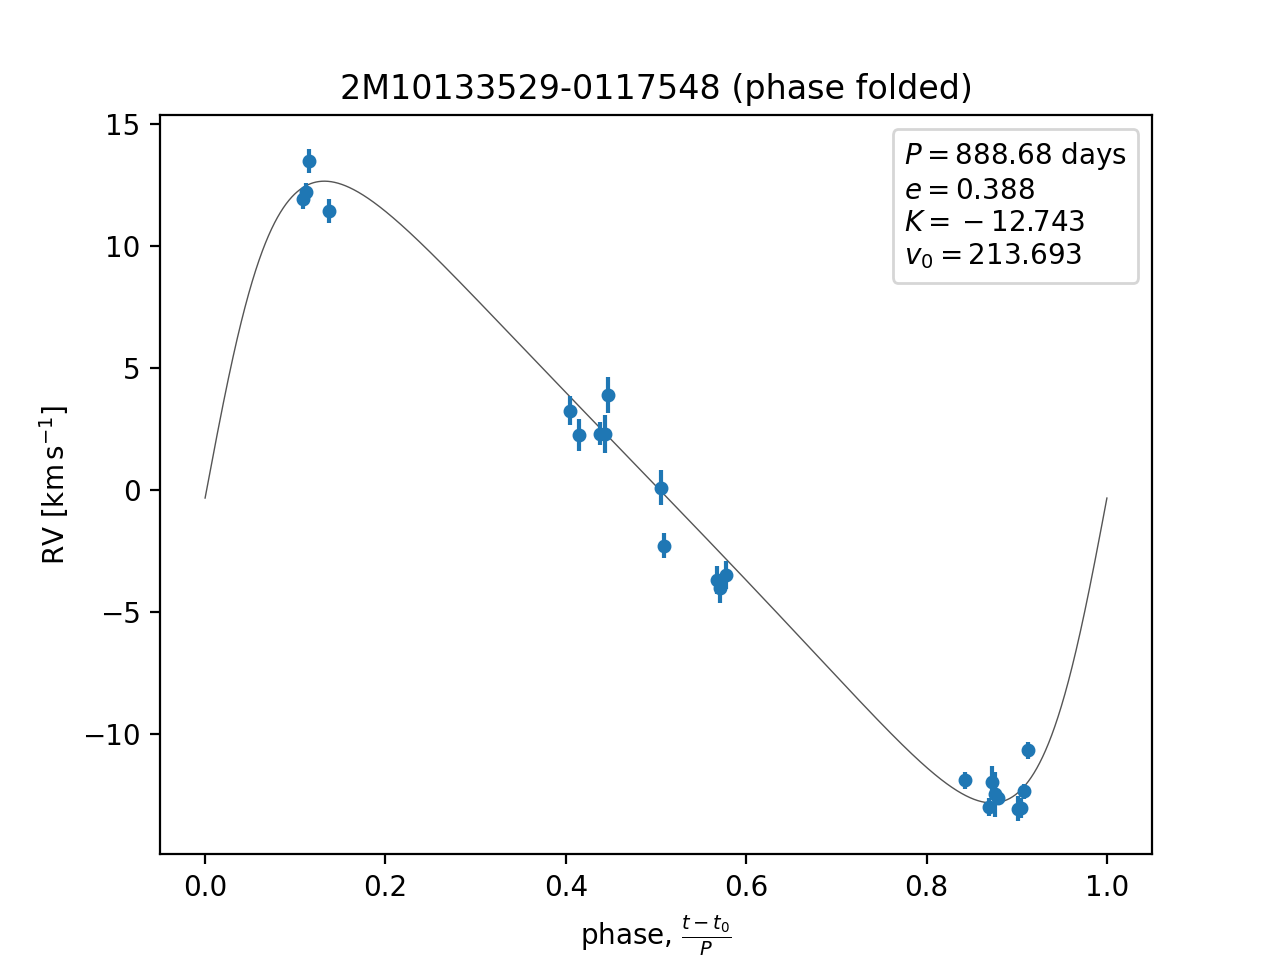 2M10133529-0117548 (phase folded)
P = 888.68 days
e = 0.388
K = −12.743
v₀ = 213.693
15
10
5
0
−5
−10
RV [km s⁻¹]
0.0 0.2 0.4 0.6 0.8 1.0
phase, (t − t₀)/P